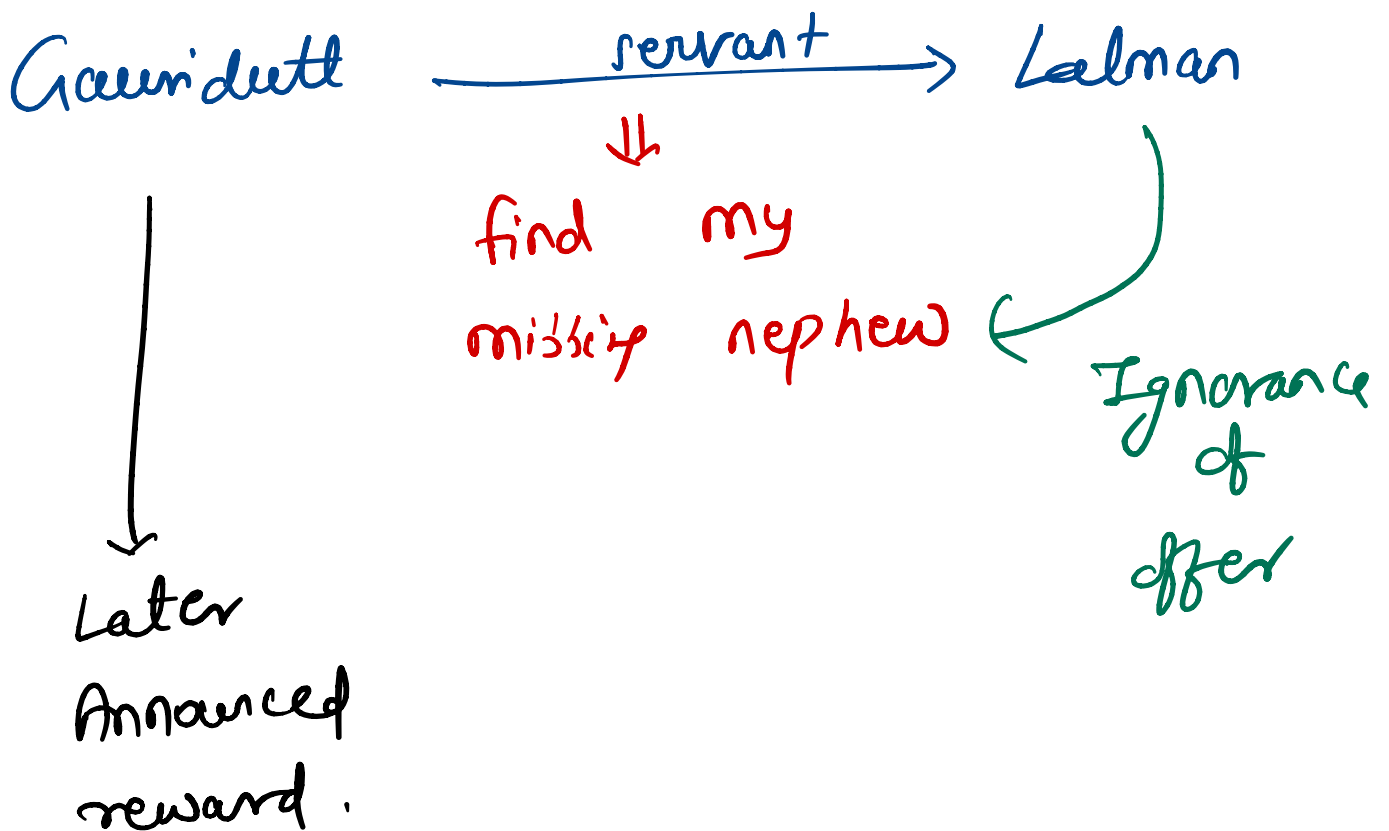 Gauridutt servant Lalman
find my
missing nephew
Ignorance
of
offer
Later
Announced
reward.